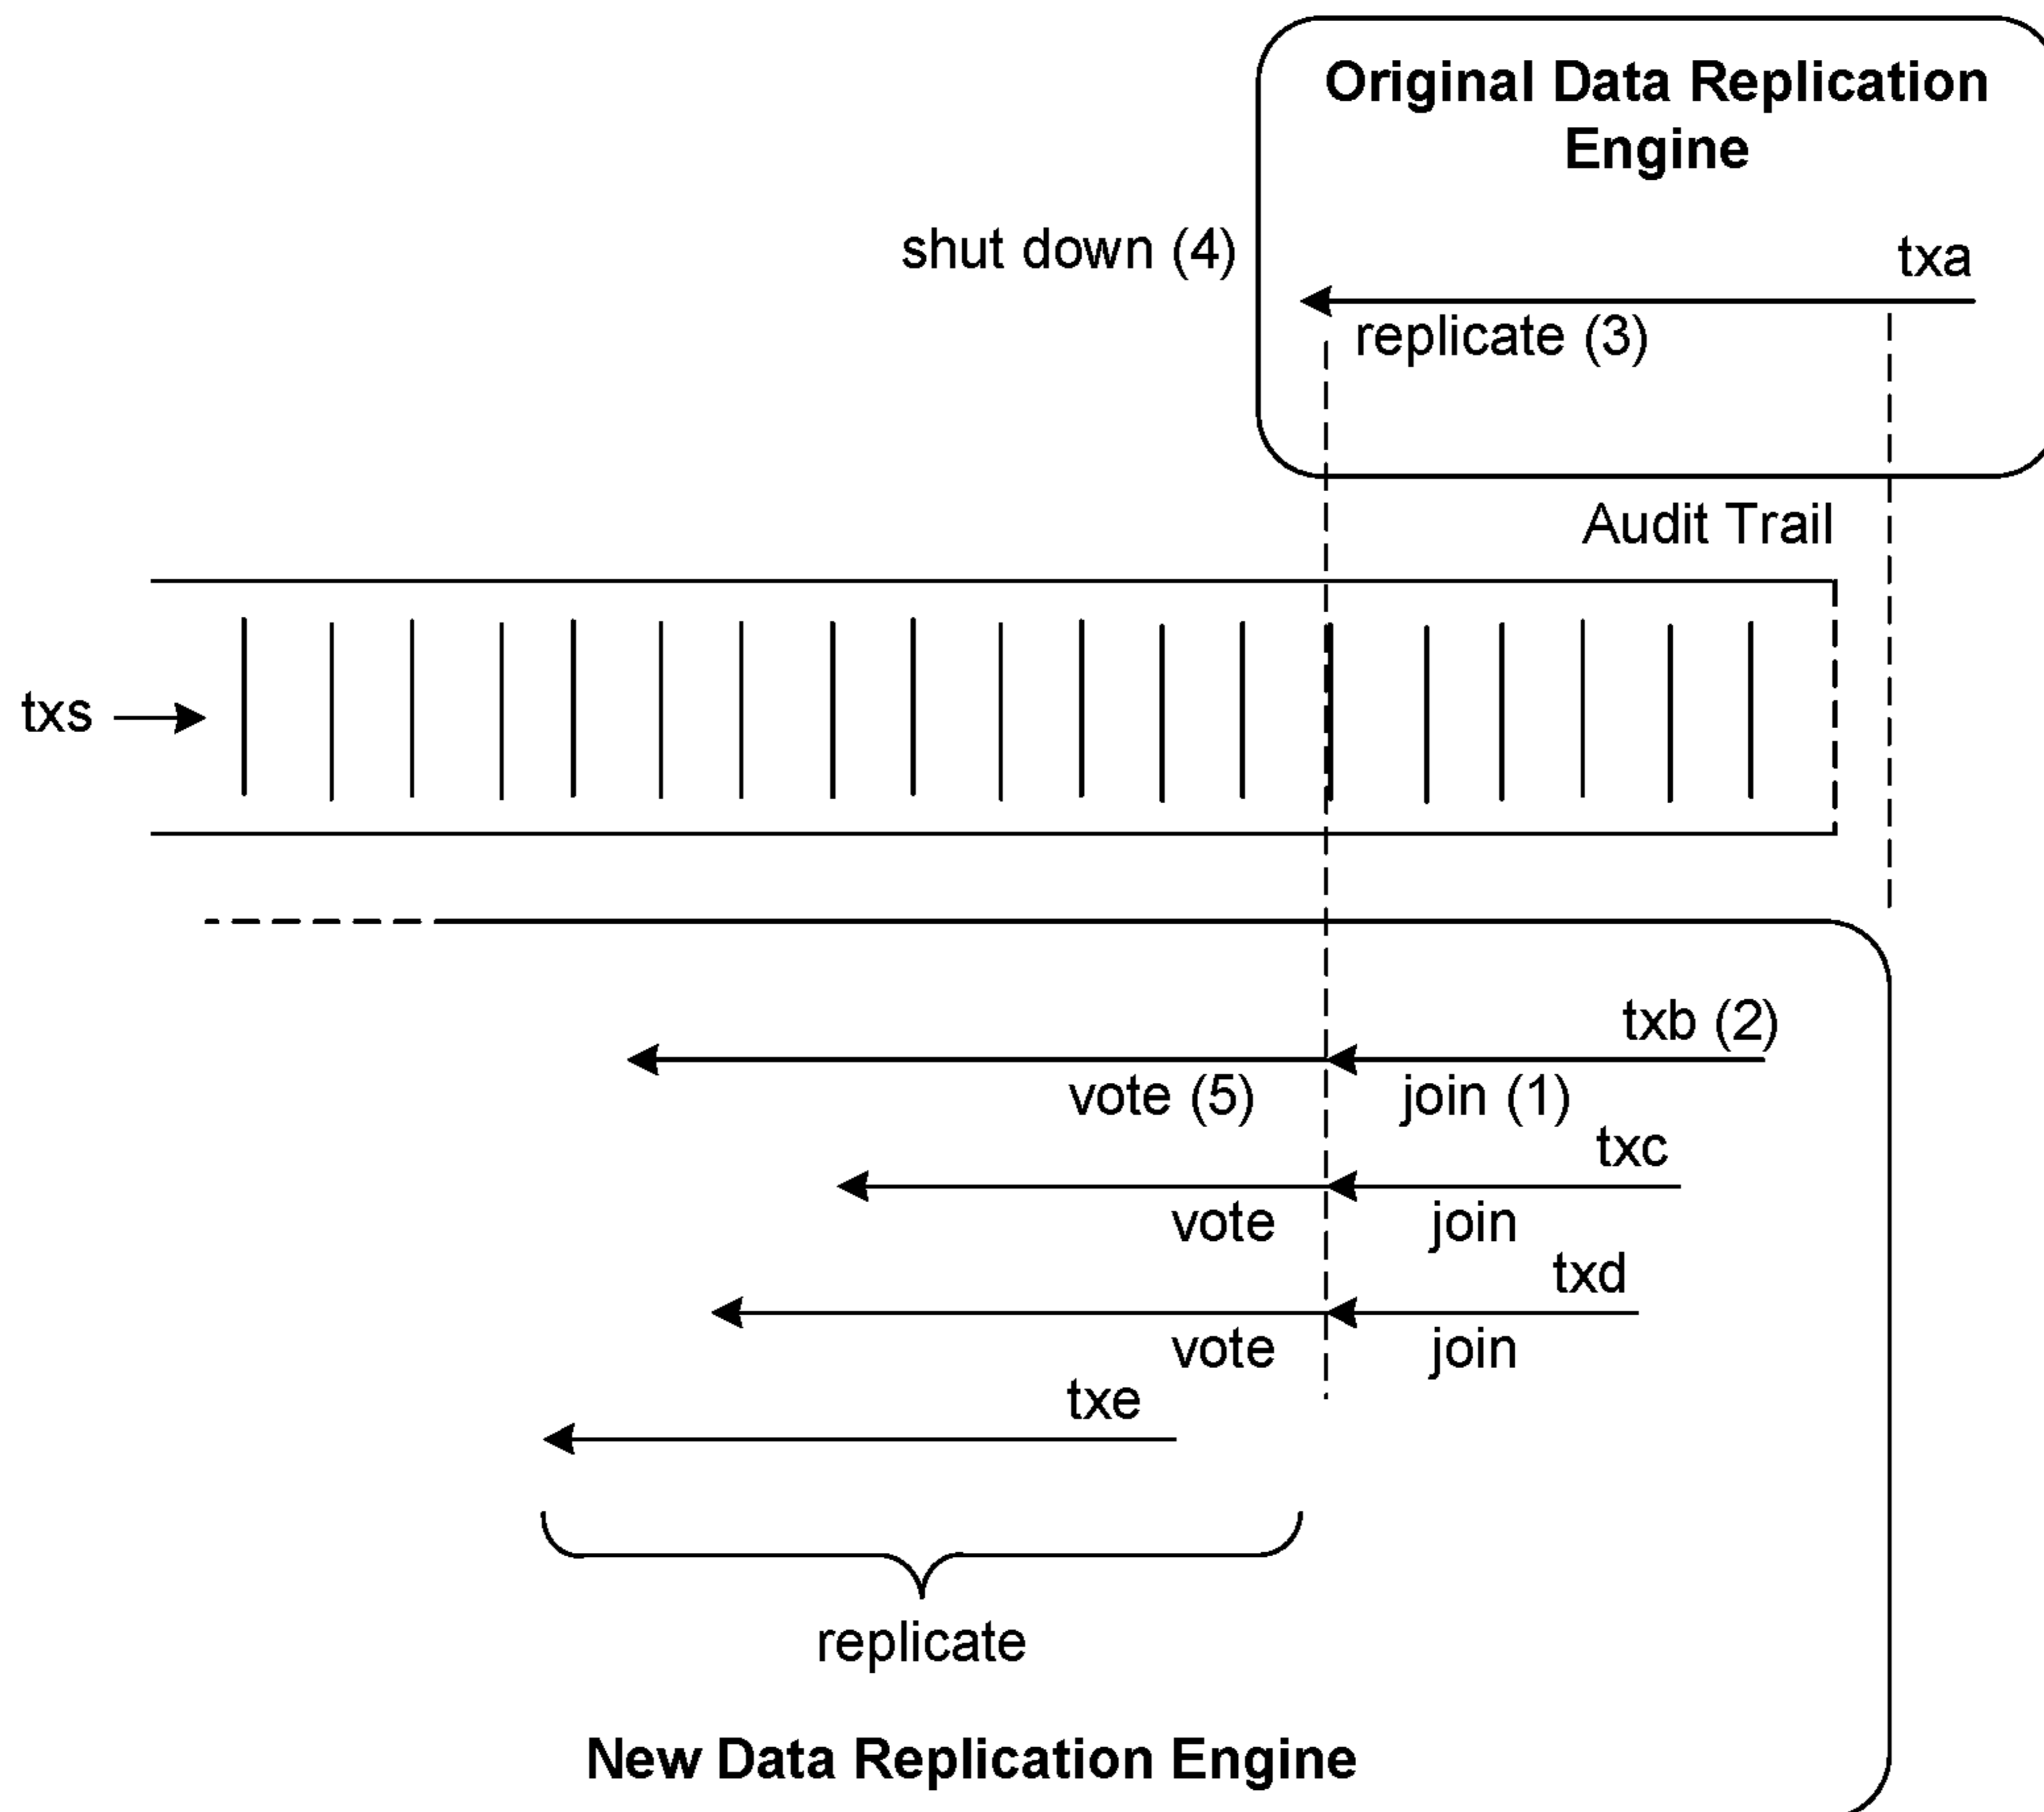 Original Data Replication
Engine
shut down (4)
txa
replicate (3)
Audit Trail
txs
txb (2)
vote (5)
join (1)
txc
vote
join
txd
vote
join
txe
replicate
New Data Replication Engine